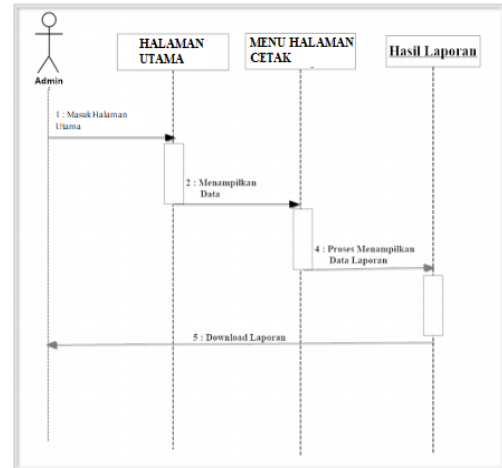 HALAMAN
UTAMA
MENU HALAMAN
CETAK
Hasil Laporan
Admin
1 : Masuk Halaman
Utama
2 : Menampilkan
Data
4 : Proses Menampilkan
Data Laporan
5 : Download Laporan